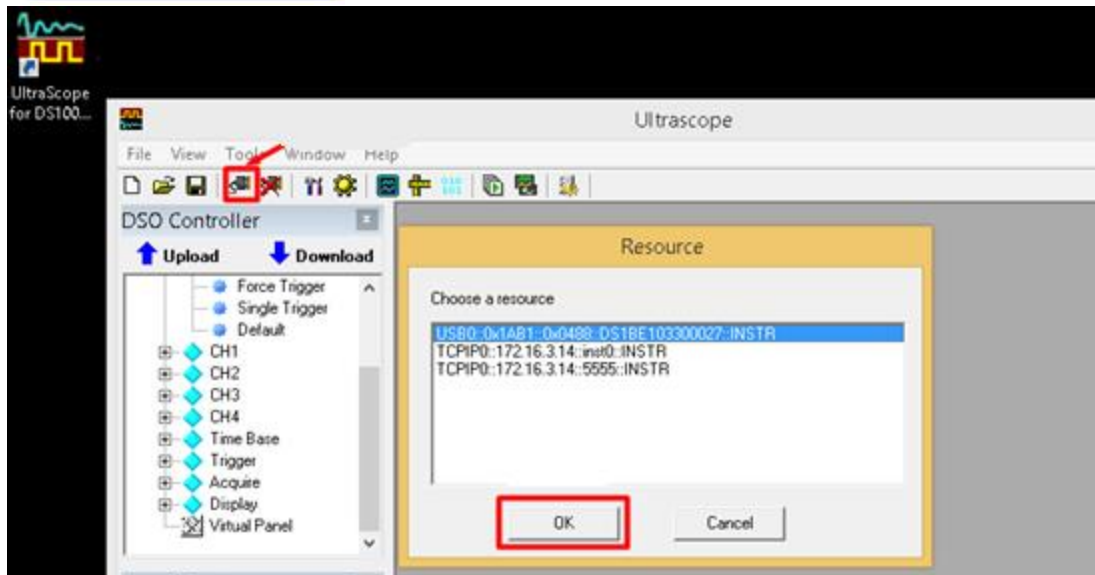 UltraScope
for DS100...
Ultrascope
File View Tools Window Help
DSO Controller
Upload Download
Force Trigger
Single Trigger
Default
CH1
CH2
CH3
CH4
Time Base
Trigger
Acquire
Display
Virtual Panel
Resource
Choose a resource
USB0::0x1AB1::0x0488::DS1BE103300027::INSTR
TCPIP0::172.16.3.14::inst0::INSTR
TCPIP0::172.16.3.14::5555::INSTR
OK Cancel